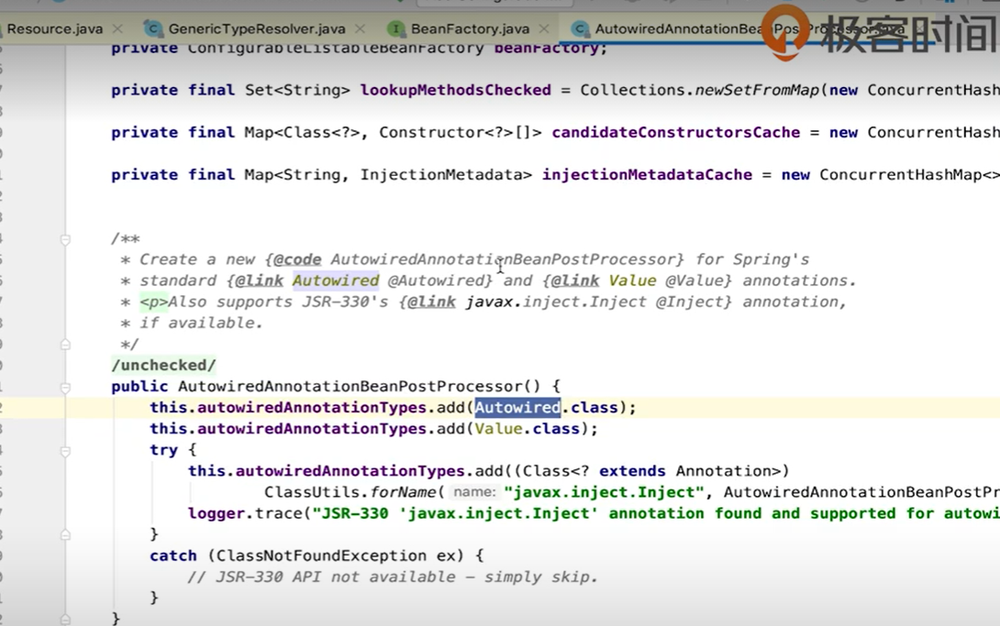 Resource.java GenericTypeResolver.java BeanFactory.java AutowiredAnnotationBeanPostProcessor.java
极客时间
private ConfigurableListableBeanFactory beanFactory;
private final Set<String> lookupMethodsChecked = Collections.newSetFromMap(new ConcurrentHash
private final Map<Class<?>, Constructor<?>[]> candidateConstructorsCache = new ConcurrentHash
private final Map<String, InjectionMetadata> injectionMetadataCache = new ConcurrentHashMap<>
/**
* Create a new {@code AutowiredAnnotationBeanPostProcessor} for Spring's
* standard {@link Autowired @Autowired} and {@link Value @Value} annotations.
* <p>Also supports JSR-330's {@link javax.inject.Inject @Inject} annotation,
* if available.
*/
/unchecked/
public AutowiredAnnotationBeanPostProcessor() {
this.autowiredAnnotationTypes.add(Autowired.class);
this.autowiredAnnotationTypes.add(Value.class);
try {
this.autowiredAnnotationTypes.add((Class<? extends Annotation>)
ClassUtils.forName( name: "javax.inject.Inject", AutowiredAnnotationBeanPostPr
logger.trace("JSR-330 'javax.inject.Inject' annotation found and supported for autowi
}
catch (ClassNotFoundException ex) {
// JSR-330 API not available – simply skip.
}
}